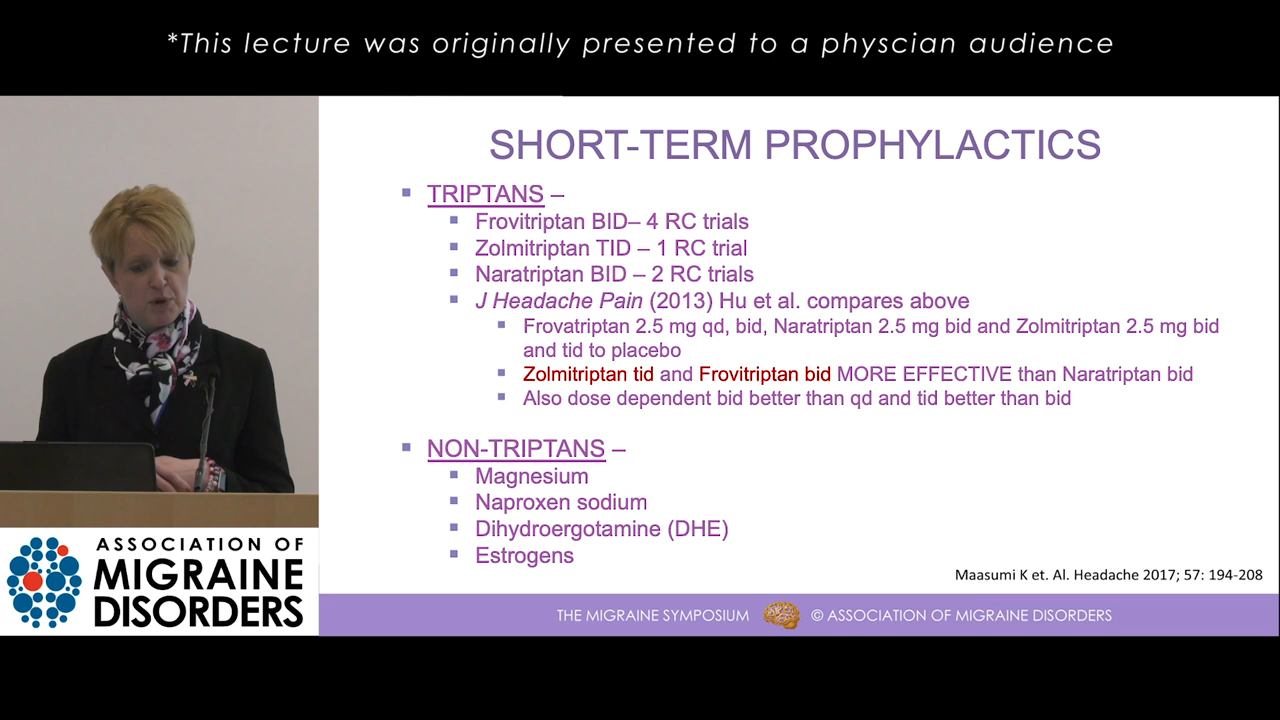 *This lecture was originally presented to a physcian audience
SHORT-TERM PROPHYLACTICS
▪ TRIPTANS –
▪ Frovitriptan BID– 4 RC trials
▪ Zolmitriptan TID – 1 RC trial
▪ Naratriptan BID – 2 RC trials
▪ J Headache Pain (2013) Hu et al. compares above
▪ Frovatriptan 2.5 mg qd, bid, Naratriptan 2.5 mg bid and Zolmitriptan 2.5 mg bid
and tid to placebo
▪ Zolmitriptan tid and Frovitriptan bid MORE EFFECTIVE than Naratriptan bid
▪ Also dose dependent bid better than qd and tid better than bid
▪ NON-TRIPTANS –
▪ Magnesium
▪ Naproxen sodium
▪ Dihydroergotamine (DHE)
▪ Estrogens
Maasumi K et. Al. Headache 2017; 57: 194-208
ASSOCIATION OF
MIGRAINE
DISORDERS
THE MIGRAINE SYMPOSIUM © ASSOCIATION OF MIGRAINE DISORDERS